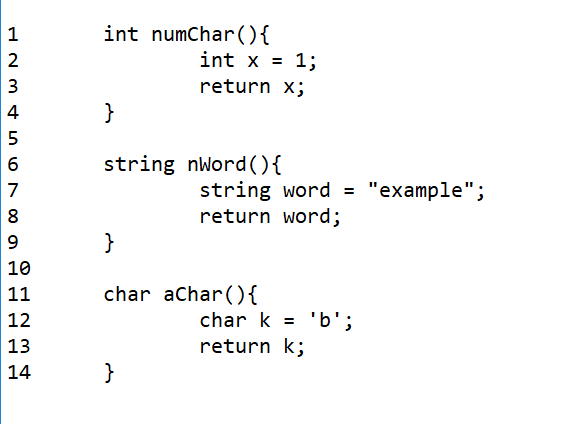 1 int numChar(){
2 int x = 1;
3 return x;
4 }
5
6 string nWord(){
7 string word = "example";
8 return word;
9 }
10
11 char aChar(){
12 char k = 'b';
13 return k;
14 }